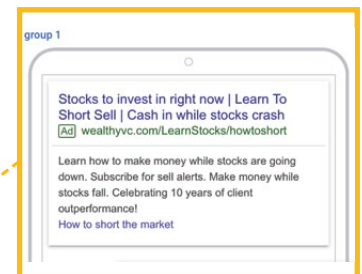 group 1
Stocks to invest in right now | Learn To
Short Sell | Cash in while stocks crash
Ad wealthyvc.com/LearnStocks/howtoshort
Learn how to make money while stocks are going
down. Subscribe for sell alerts. Make money while
stocks fall. Celebrating 10 years of client
outperformance!
How to short the market